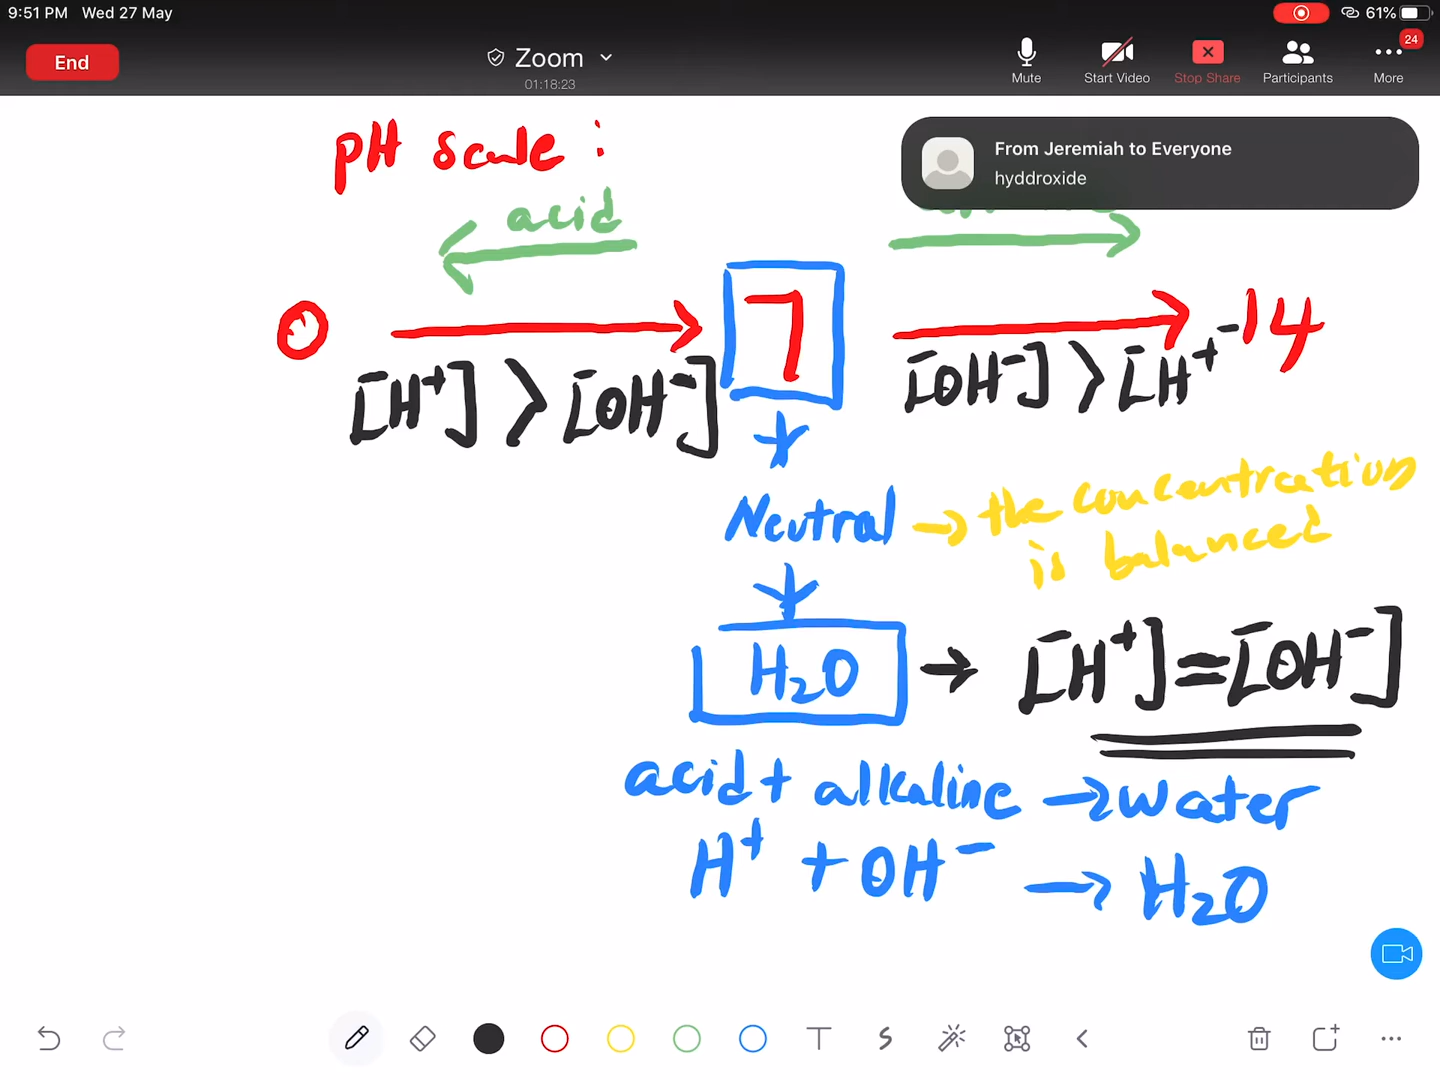 9:51 PM Wed 27 May
61%
End
Zoom
01:18:23
Mute
Start Video
Stop Share
Participants
24
More
pH scale :
From Jeremiah to Everyone
hyddroxide
acid
0
7
14
[H⁺] > [OH⁻]
[OH⁻] > [H⁺
Neutral → the concentration
is balanced
H₂O → [H⁺] = [OH⁻]
acid + alkaline → water
H⁺ + OH⁻ → H₂O
T